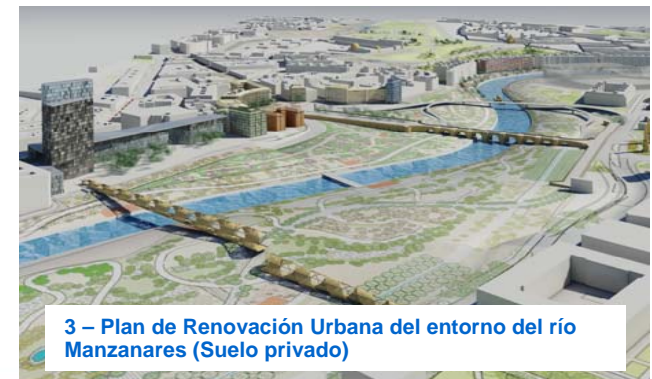 3 – Plan de Renovación Urbana del entorno del río
Manzanares (Suelo privado)